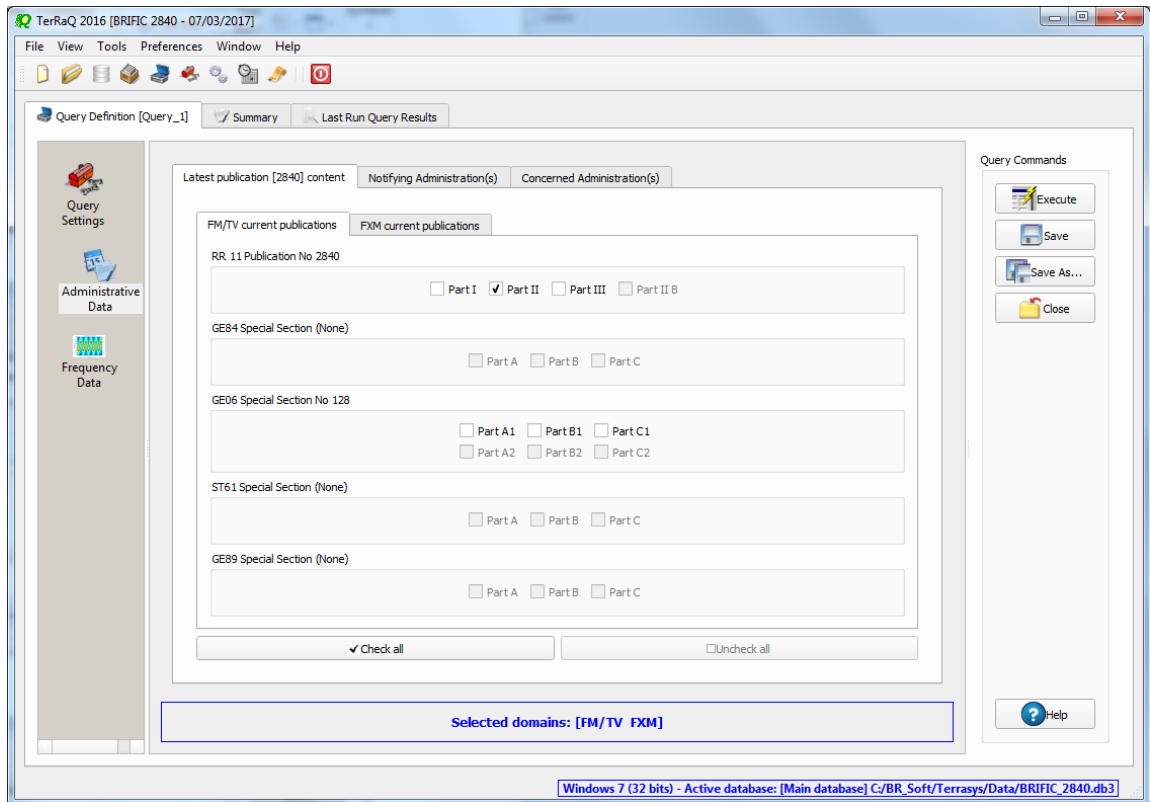 TerRaQ 2016 [BRIFIC 2840 - 07/03/2017]
File View Tools Preferences Window Help
Query Definition [Query_1] Summary Last Run Query Results
Query
Settings
Administrative
Data
Frequency
Data
Latest publication [2840] content Notifying Administration(s) Concerned Administration(s)
FM/TV current publications FXM current publications
RR 11 Publication No 2840
Part I Part II Part III Part II B
GE84 Special Section (None)
Part A Part B Part C
GE06 Special Section No 128
Part A1 Part B1 Part C1
Part A2 Part B2 Part C2
ST61 Special Section (None)
Part A Part B Part C
GE89 Special Section (None)
Part A Part B Part C
Check all Uncheck all
Selected domains: [FM/TV FXM]
Query Commands
Execute
Save
Save As...
Close
Help
Windows 7 (32 bits) - Active database: [Main database] C:/BR_Soft/Terrasys/Data/BRIFIC_2840.db3